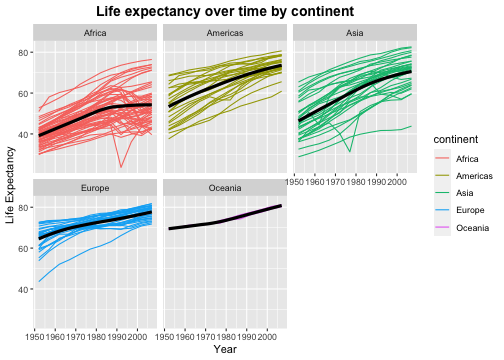 Life expectancy over time by continent
Africa
Americas
Asia
80
60
40
1950 1960 1970 1980 1990 2000
Europe
Oceania
80
60
40
1950 1960 1970 1980 1990 2000
1950 1960 1970 1980 1990 2000
Life Expectancy
Year
continent
Africa
Americas
Asia
Europe
Oceania